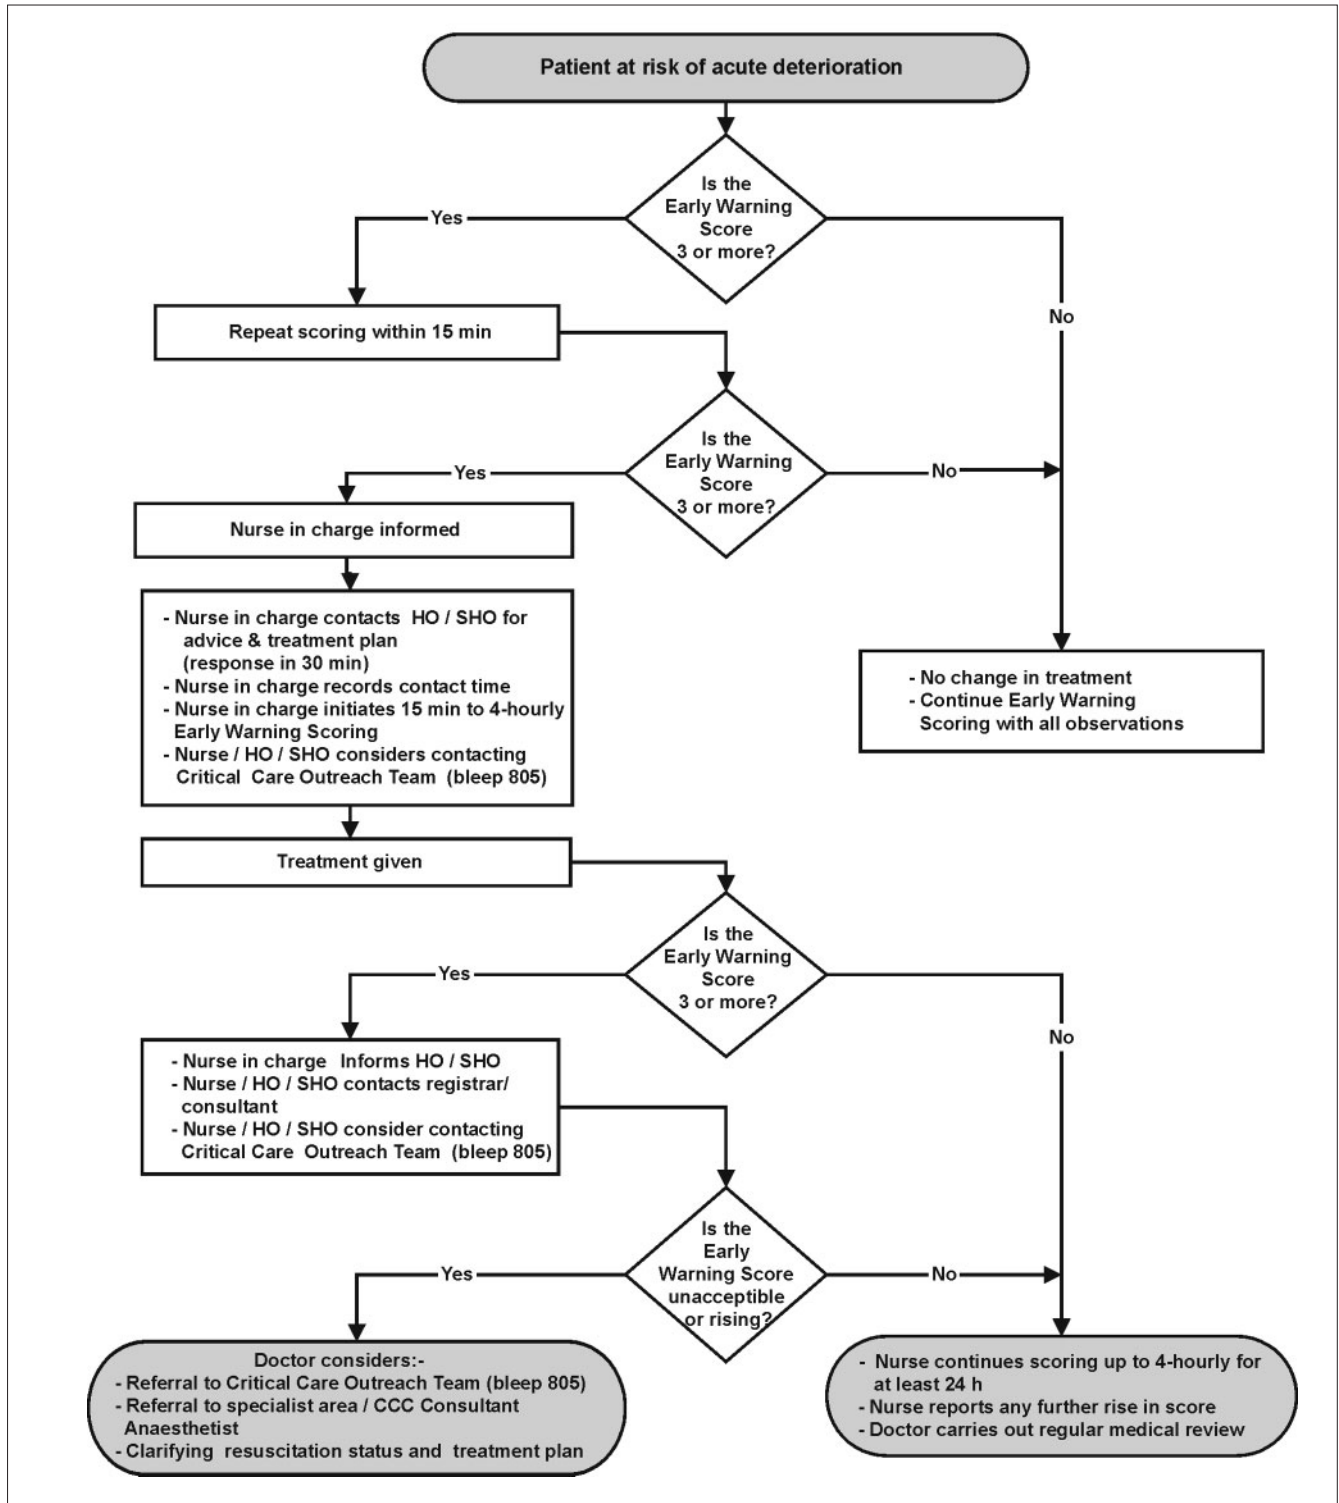 Patient at risk of acute deterioration
Is the
Early Warning
Score
3 or more?
Yes
No
Repeat scoring within 15 min
Is the
Early Warning
Score
3 or more?
Yes
No
Nurse in charge informed
- Nurse in charge contacts HO / SHO for
advice & treatment plan
(response in 30 min)
- Nurse in charge records contact time
- Nurse in charge initiates 15 min to 4-hourly
Early Warning Scoring
- Nurse / HO / SHO considers contacting
Critical Care Outreach Team (bleep 805)
- No change in treatment
- Continue Early Warning
Scoring with all observations
Treatment given
Is the
Early Warning
Score
3 or more?
Yes
No
- Nurse in charge Informs HO / SHO
- Nurse / HO / SHO contacts registrar/
consultant
- Nurse / HO / SHO consider contacting
Critical Care Outreach Team (bleep 805)
Is the
Early
Warning Score
unacceptible
or rising?
Yes
No
Doctor considers:-
- Referral to Critical Care Outreach Team (bleep 805)
- Referral to specialist area / CCC Consultant
Anaesthetist
- Clarifying resuscitation status and treatment plan
- Nurse continues scoring up to 4-hourly for
at least 24 h
- Nurse reports any further rise in score
- Doctor carries out regular medical review